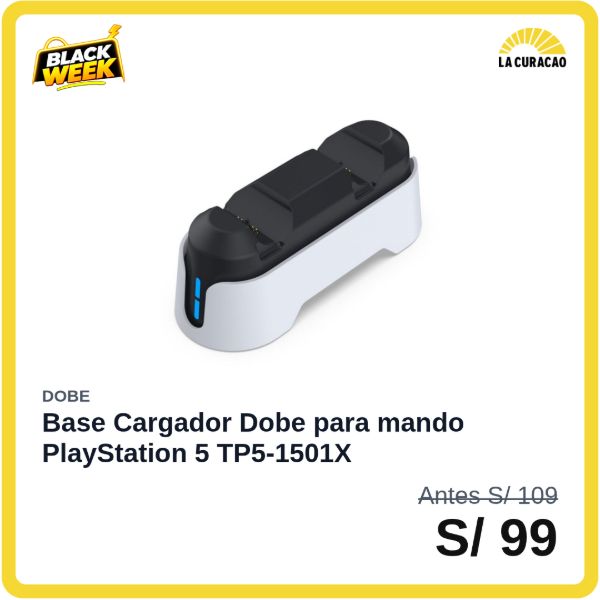 BLACK
WEEK
LA CURACAO
DOBE
Base Cargador Dobe para mando
PlayStation 5 TP5-1501X
Antes S/ 109
S/ 99